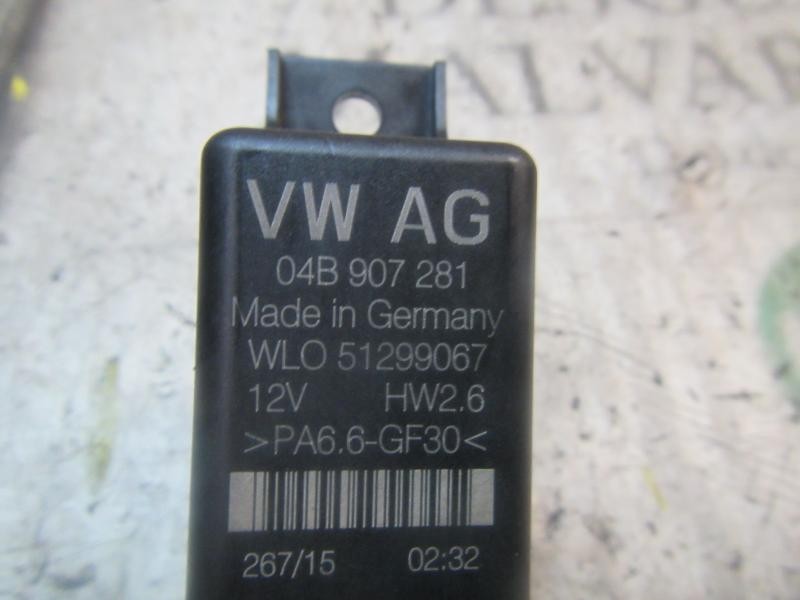 VW AG
04B 907 281
Made in Germany
WLO 51299067
12V HW2.6
>PA6.6-GF30<
267/15 02:32